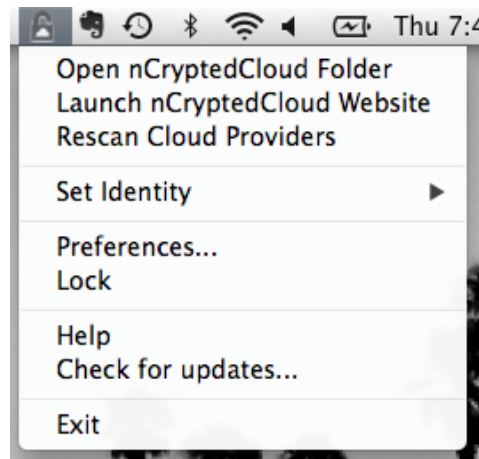 Thu 7:4
Open nCryptedCloud Folder
Launch nCryptedCloud Website
Rescan Cloud Providers
Set Identity
Preferences...
Lock
Help
Check for updates...
Exit